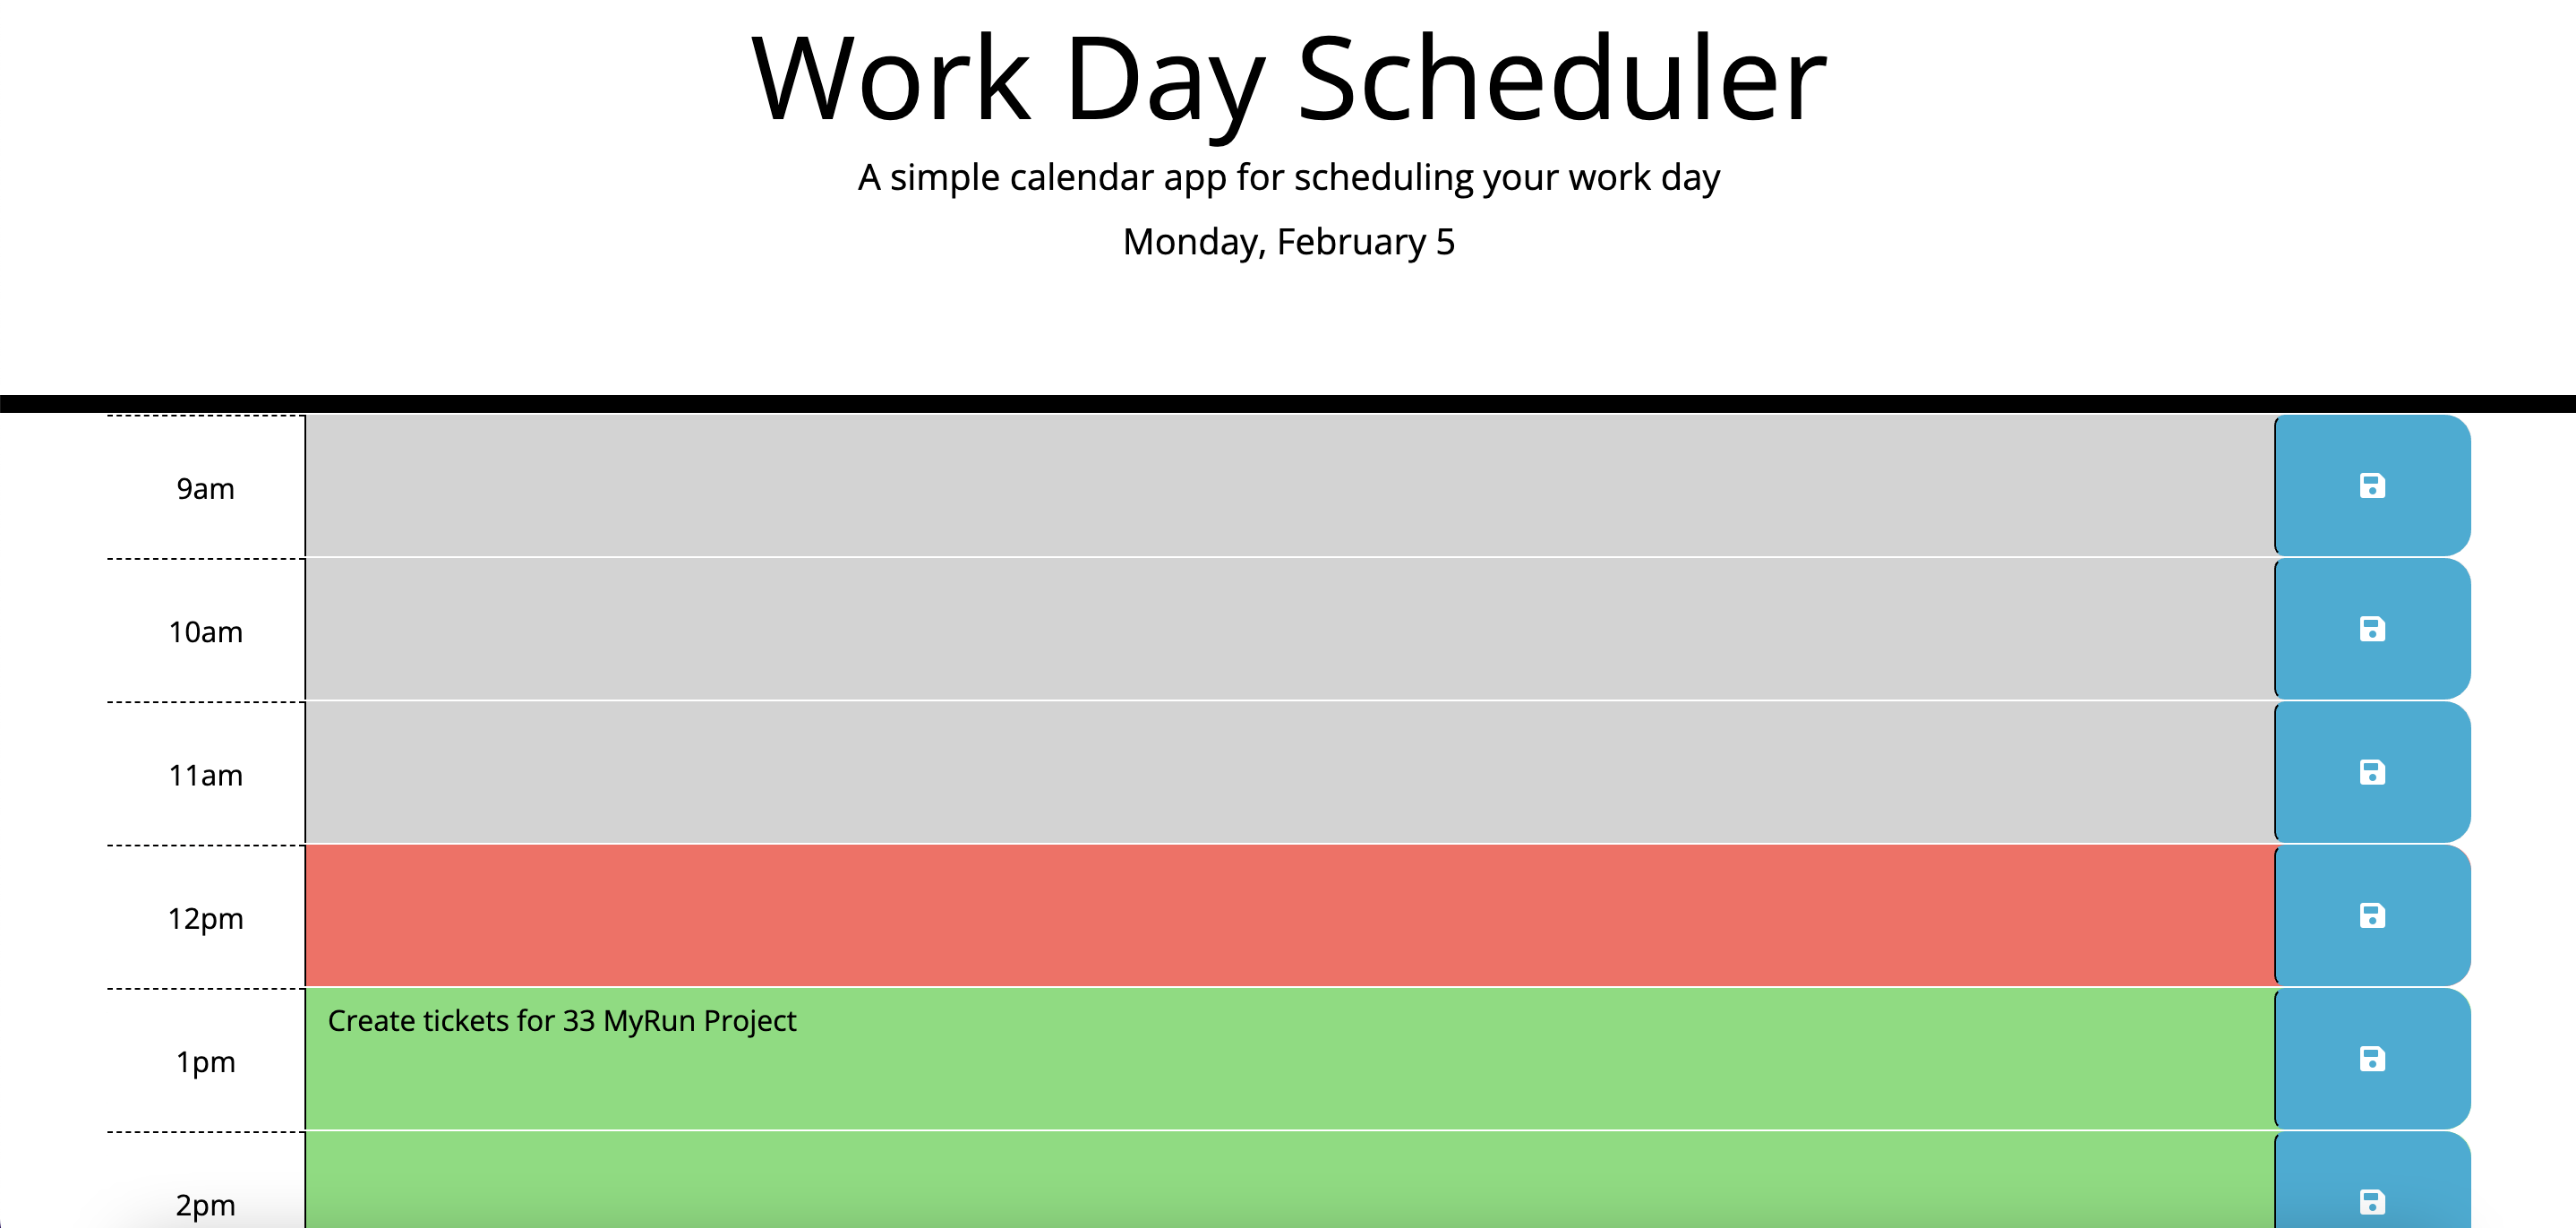 Work Day Scheduler
A simple calendar app for scheduling your work day
Monday, February 5
9am
10am
11am
12pm
Create tickets for 33 MyRun Project
1pm
2pm